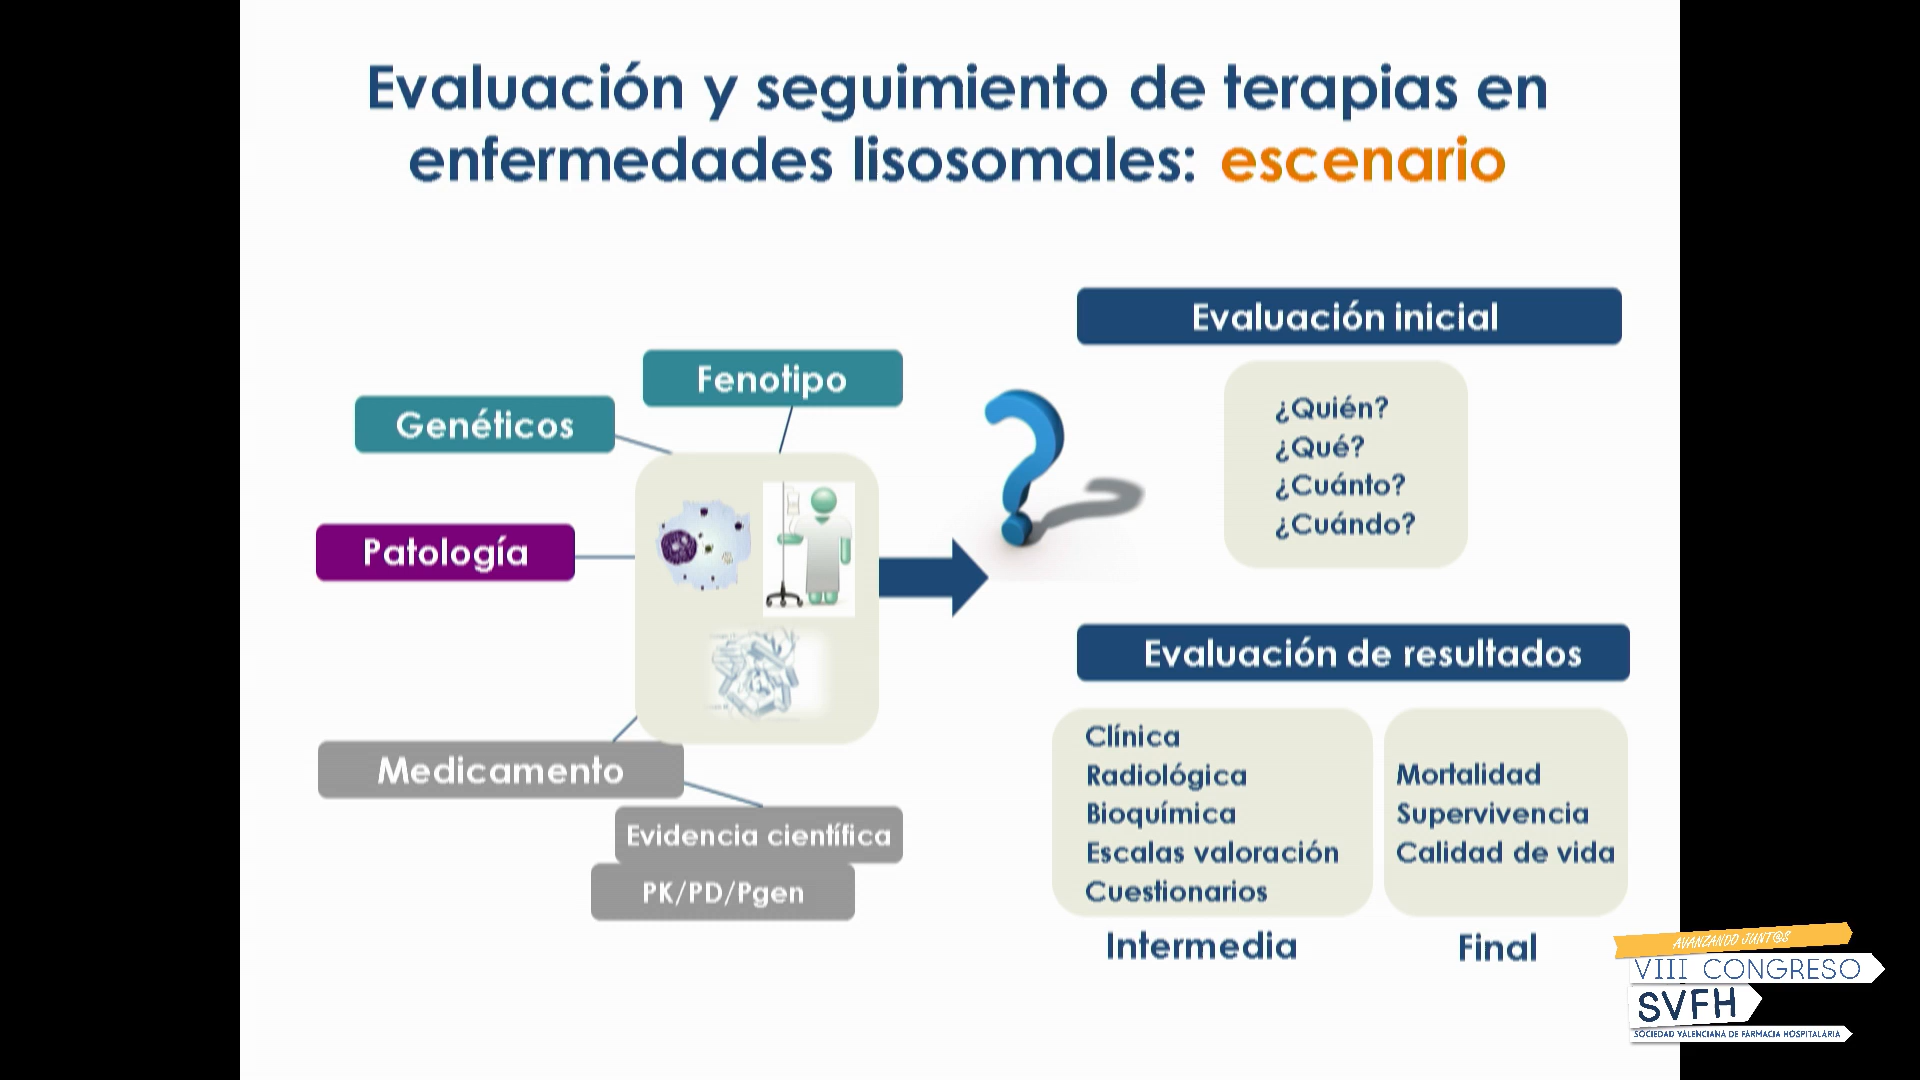 Evaluación y seguimiento de terapias en
enfermedades lisosomales: escenario
Fenotipo
Genéticos
Patología
Medicamento
Evidencia científica
PK/PD/Pgen
Evaluación inicial
¿Quién?
¿Qué?
¿Cuánto?
¿Cuándo?
Evaluación de resultados
Clínica
Radiológica
Bioquímica
Escalas valoración
Cuestionarios
Intermedia
Mortalidad
Supervivencia
Calidad de vida
Final
AVANZANDO JUNT@S
VIII CONGRESO
SVFH
SOCIEDAD VALENCIANA DE FARMACIA HOSPITALARIA